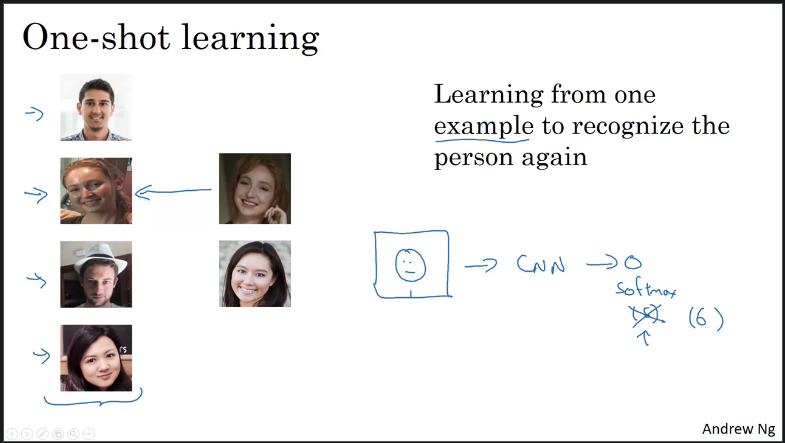 One-shot learning
Learning from one
example to recognize the
person again
CNN
softmax
(6)
Andrew Ng